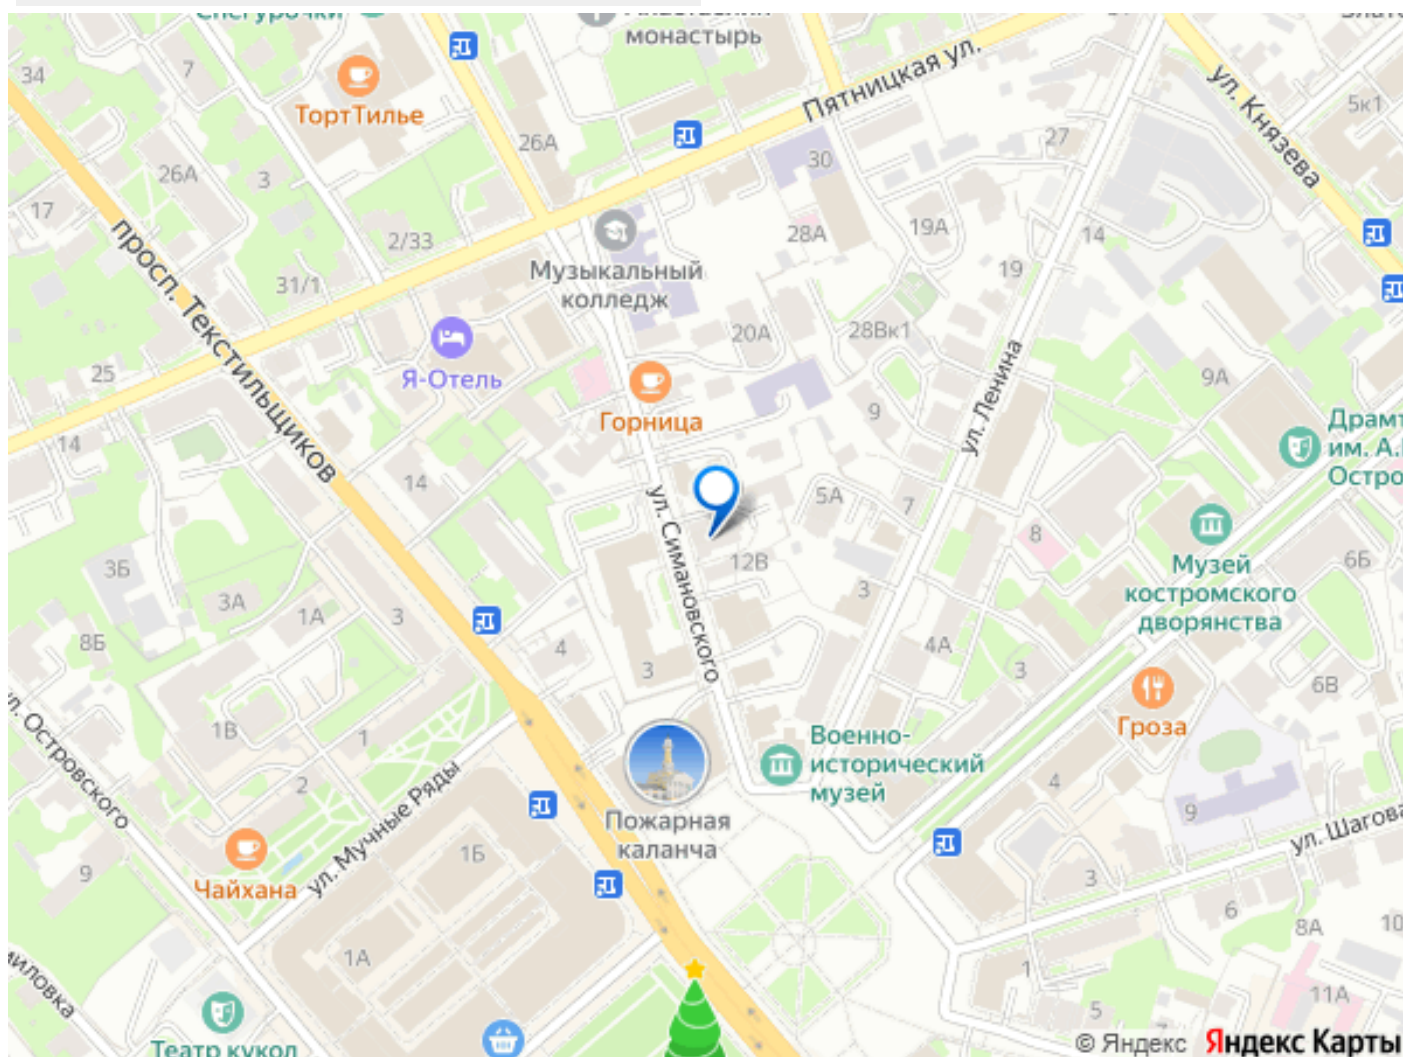 монастырь
34
7
ТортТилье
26А
Пятницкая ул.
ул. Князева
5к1
30
27
26А
3
17
просп. Текстильщиков
2/33
Музыкальный
колледж
28А
19А
14
19
31/1
20А
28Вк1
ул. Ленина
Я-Отель
Горница
25
9
9А
14
14
ул. Симановского
5А
7
8
Музей
костромского
дворянства
6Б
12В
3Б
3А
1А
3
8Б
4
3
3
4А
3
6В
Гроза
ул. Островского
1В
1
2
ул. Мучные Ряды
Военно-
исторический
музей
Пожарная
каланча
4
9
ул. Шагова
Чайхана
9
1Б
3
6
8А
10
1А
1
11А
5
Театр кукол
© Яндекс Яндекс Карты